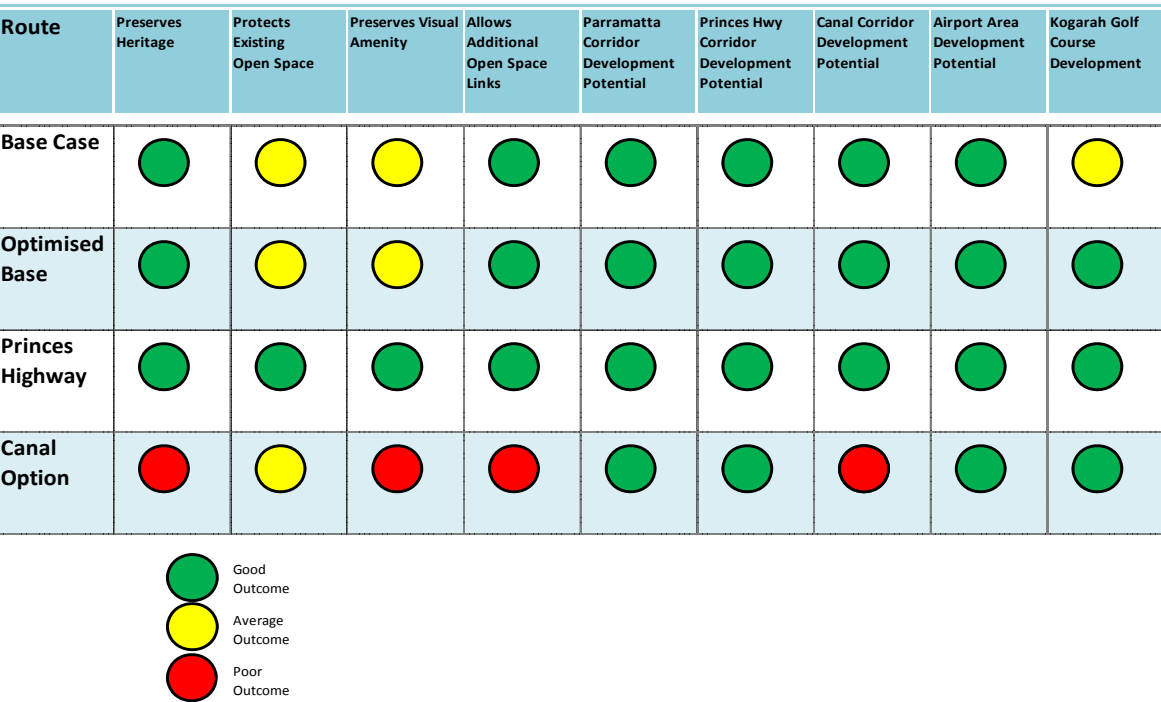 Route
Preserves
Heritage
Protects
Existing
Open Space
Preserves Visual
Amenity
Allows
Additional
Open Space
Links
Parramatta
Corridor
Development
Potential
Princes Hwy
Corridor
Development
Potential
Canal Corridor
Development
Potential
Airport Area
Development
Potential
Kogarah Golf
Course
Development
Base Case
Optimised
Base
Princes
Highway
Canal
Option
Good
Outcome
Average
Outcome
Poor
Outcome